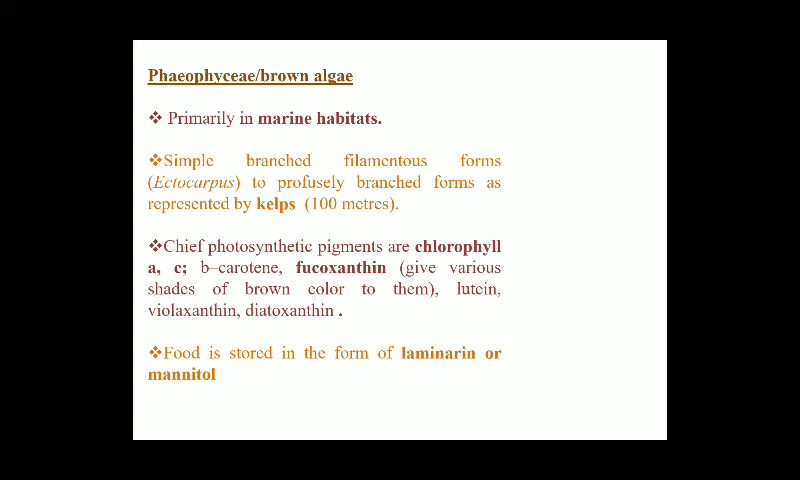 Phaeophyceae/brown algae
❖ Primarily in marine habitats.
❖Simple branched filamentous forms
(Ectocarpus) to profusely branched forms as
represented by kelps (100 metres).
❖Chief photosynthetic pigments are chlorophyll
a, c; b–carotene, fucoxanthin (give various
shades of brown color to them), lutein,
violaxanthin, diatoxanthin .
❖Food is stored in the form of laminarin or
mannitol